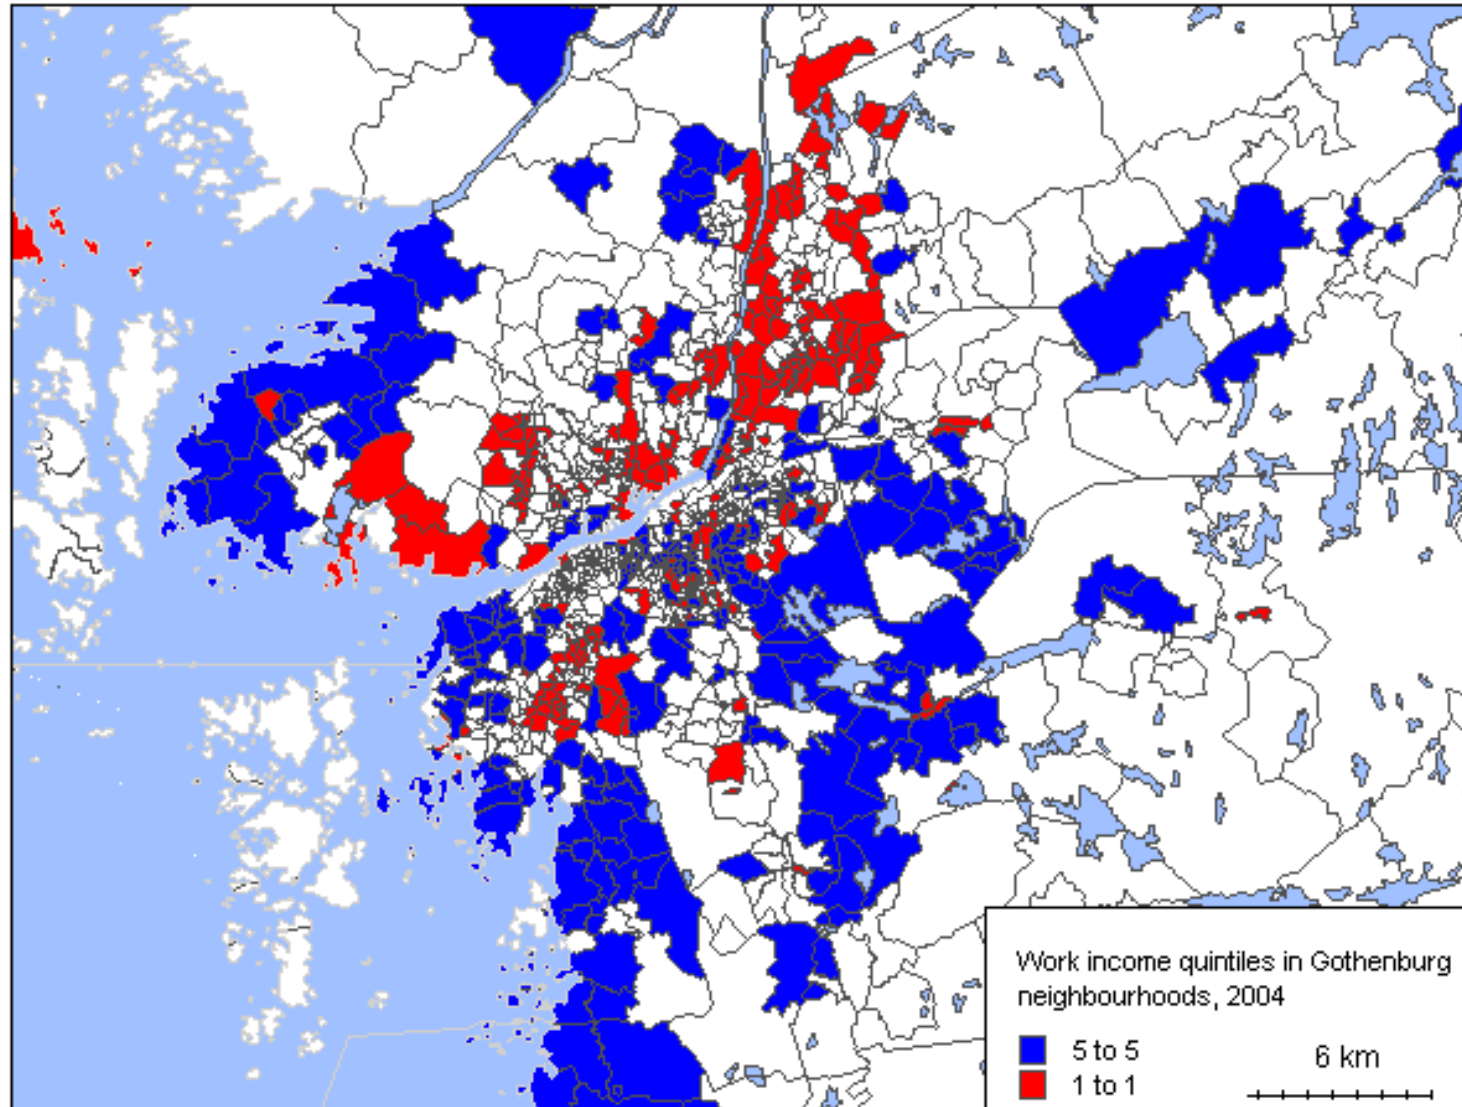 Work income quintiles in Gothenburg
neighbourhoods, 2004
5 to 5
6 km
1 to 1